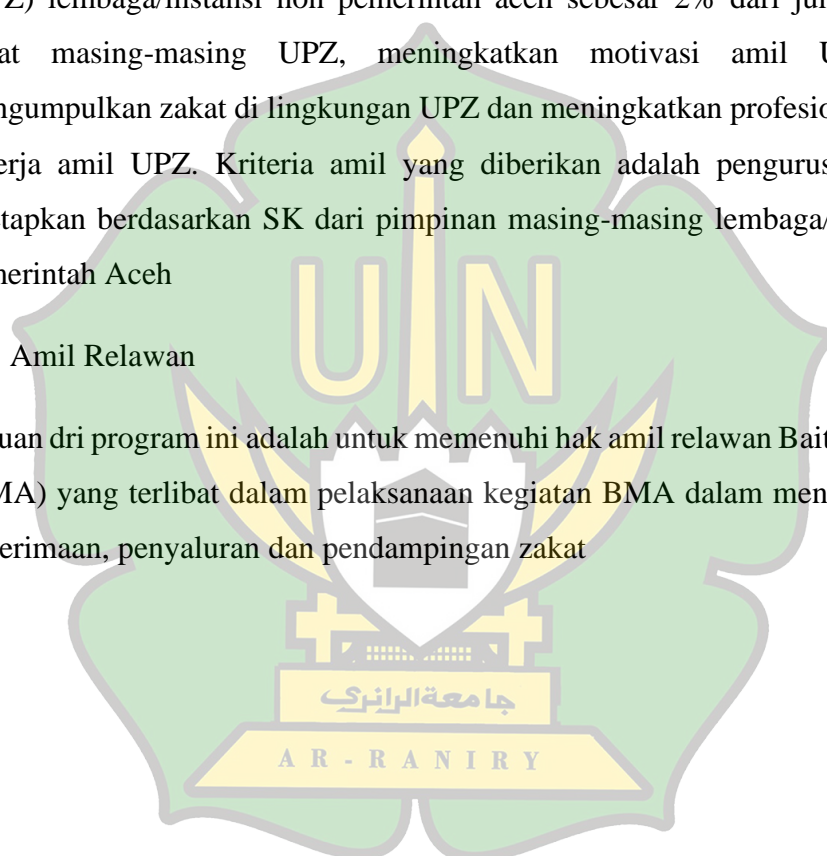 Z) lembaga/instansi non pemerintah aceh sebesar 2% dari
at masing-masing UPZ, meningkatkan motivasi amil U
ngumpulkan zakat di lingkungan UPZ dan meningkatkan profesio
erja amil UPZ. Kriteria amil yang diberikan adalah pengurus
tapkan berdasarkan SK dari pimpinan masing-masing lembaga/
merintah Aceh
Amil Relawan
uan dri program ini adalah untuk memenuhi hak amil relawan Bait
MA) yang terlibat dalam pelaksanaan kegiatan BMA dalam men
erimaan, penyaluran dan pendampingan zakat
UIN
جامعة الرانري
AR-RANIRY